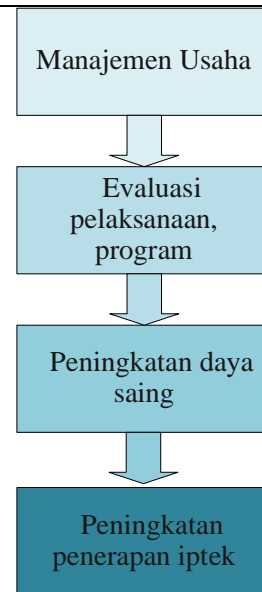 Manajemen Usaha
Evaluasi
pelaksanaan,
program
Peningkatan daya
saing
Peningkatan
penerapan iptek